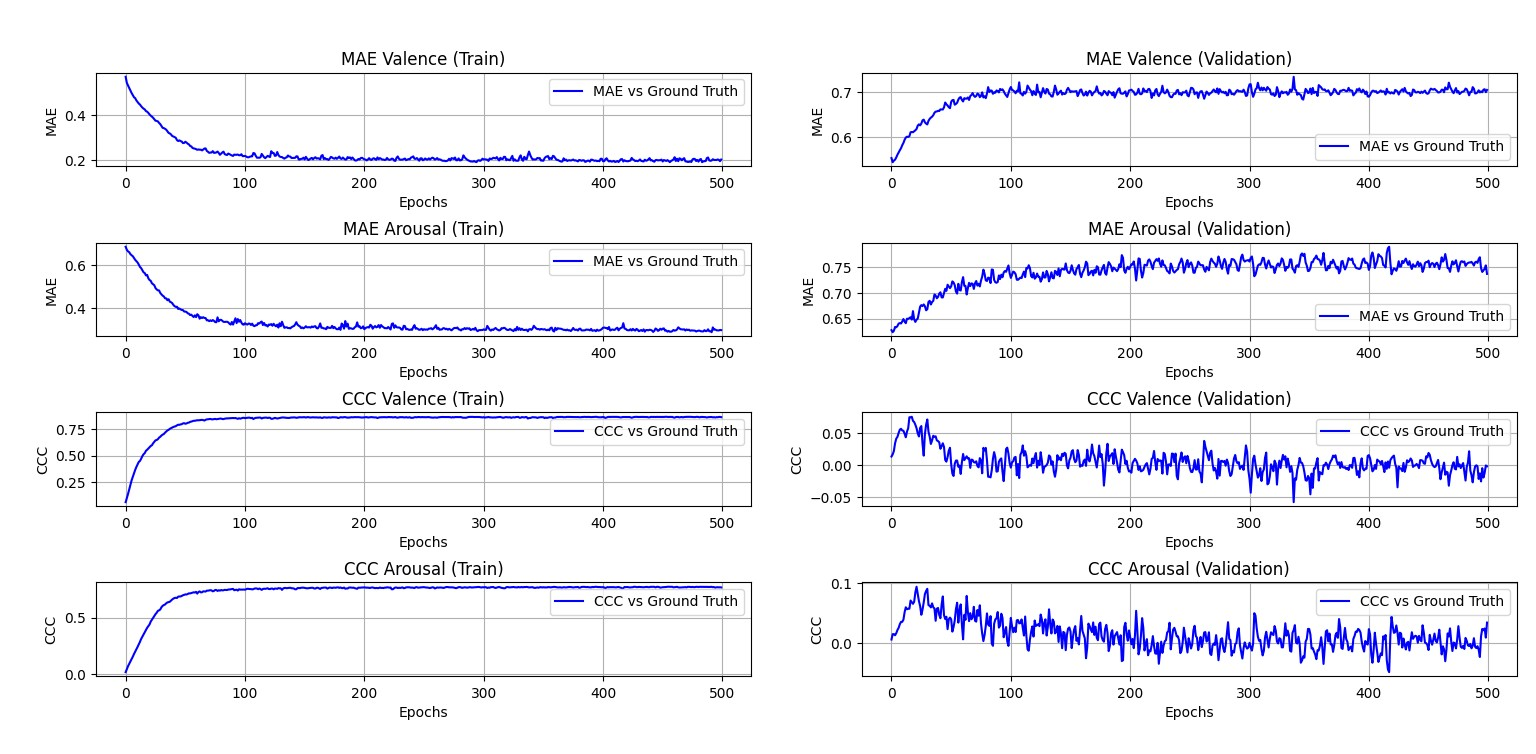 MAE Valence (Train)
MAE
0.4
0.2
MAE vs Ground Truth
0 100 200 300 400 500
Epochs
MAE Valence (Validation)
MAE
0.7
0.6
MAE vs Ground Truth
0 100 200 300 400 500
Epochs
MAE Arousal (Train)
MAE
0.6
0.4
MAE vs Ground Truth
0 100 200 300 400 500
Epochs
MAE Arousal (Validation)
MAE
0.75
0.70
0.65
MAE vs Ground Truth
0 100 200 300 400 500
Epochs
CCC Valence (Train)
CCC
0.75
0.50
0.25
CCC vs Ground Truth
0 100 200 300 400 500
Epochs
CCC Valence (Validation)
CCC
0.05
0.00
−0.05
CCC vs Ground Truth
0 100 200 300 400 500
Epochs
CCC Arousal (Train)
CCC
0.5
0.0
CCC vs Ground Truth
0 100 200 300 400 500
Epochs
CCC Arousal (Validation)
CCC
0.1
0.0
CCC vs Ground Truth
0 100 200 300 400 500
Epochs